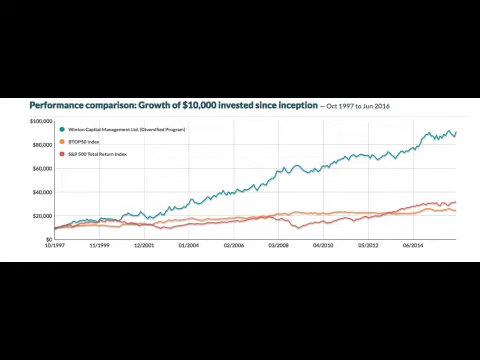 Performance comparison: Growth of $10,000 invested since inception — Oct 1997 to Jun 2016
$100,000
Winton Capital Management Ltd. (Diversified Program)
BTOP50 Index
$80,000
S&P 500 Total Return Index
$60,000
$40,000
$20,000
$0
10/1997 11/1999 12/2001 01/2004 02/2006 03/2008 04/2010 05/2012 06/2014